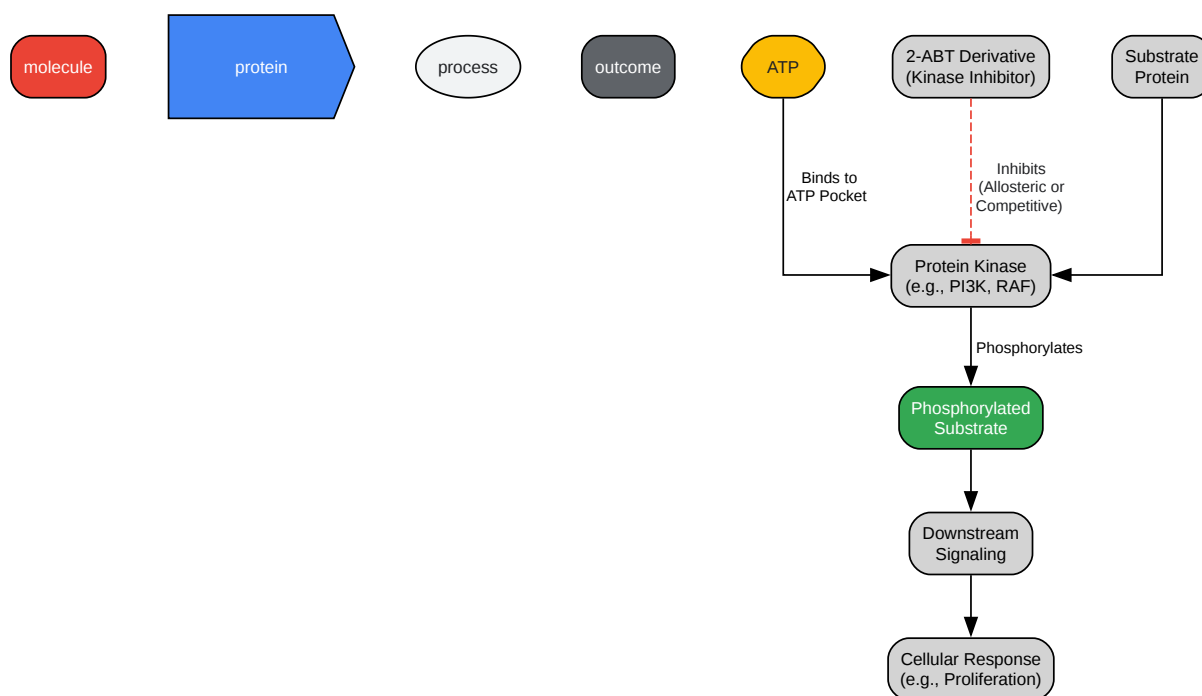 molecule
protein
process
outcome
ATP
2-ABT Derivative
(Kinase Inhibitor)
Substrate
Protein
Binds to
ATP Pocket
Inhibits
(Allosteric or
Competitive)
Protein Kinase
(e.g., PI3K, RAF)
Phosphorylates
Phosphorylated
Substrate
Downstream
Signaling
Cellular Response
(e.g., Proliferation)